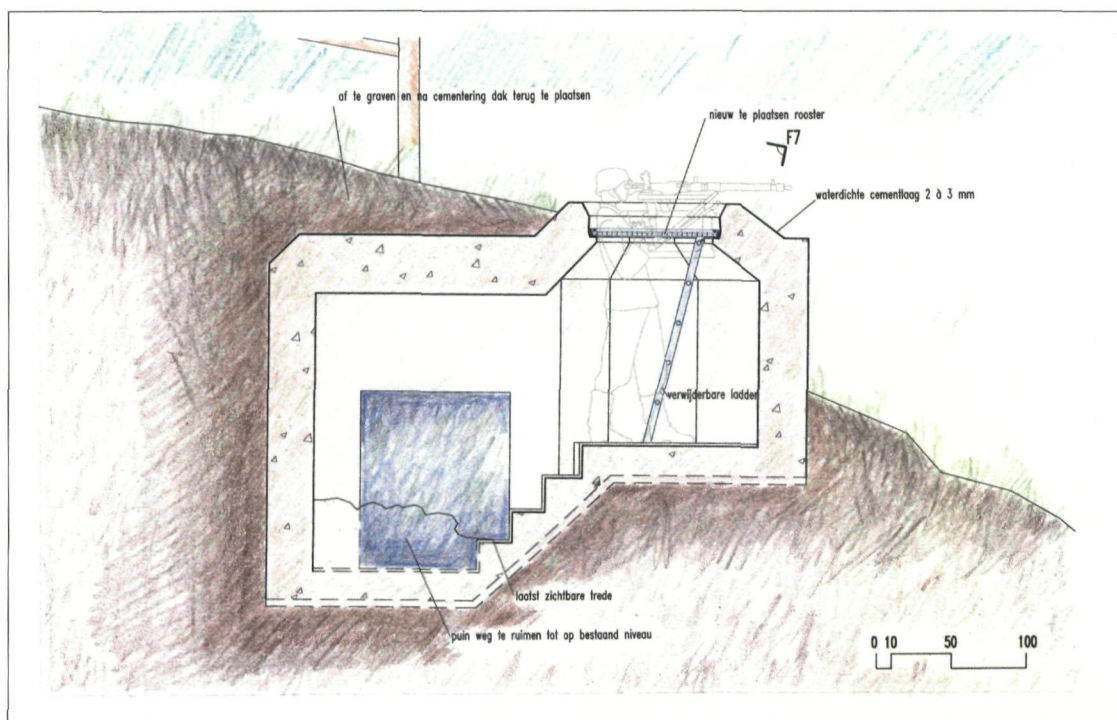 af te graven en na cementering dak terug te plaatsen
nieuw te plaatsen rooster
F7
waterdichte cementlaag 2 à 3 mm
verwijderbare ladder
laatst zichtbare trede
puin weg te ruimen tot op bestaand niveau
0 10 50 100